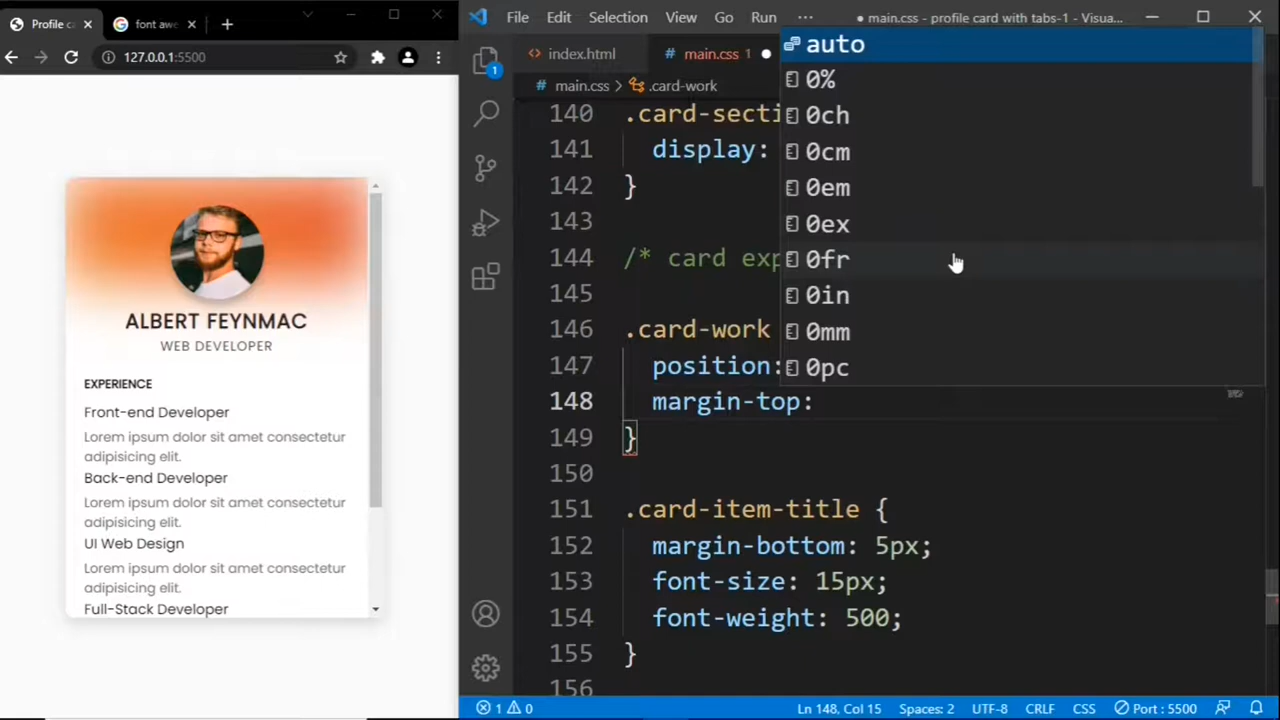 Profile ca
font awe
127.0.0.1:5500
ALBERT FEYNMAC
WEB DEVELOPER
EXPERIENCE
Front-end Developer
Lorem ipsum dolor sit amet consectetur
adipisicing elit.
Back-end Developer
Lorem ipsum dolor sit amet consectetur
adipisicing elit.
UI Web Design
Lorem ipsum dolor sit amet consectetur
adipisicing elit.
Full-Stack Developer
File Edit Selection View Go Run ··· ● main.css - profile card with tabs-1 - Visua...
<> index.html # main.css 1 ●
# main.css > .card-work
1
140 .card-secti
141 display:
142 }
143
144 /* card exp
145
146 .card-work
147 position:
148 margin-top:
149 }
150
151 .card-item-title {
152 margin-bottom: 5px;
153 font-size: 15px;
154 font-weight: 500;
155 }
156
auto
0%
0ch
0cm
0em
0ex
0fr
0in
0mm
0pc
1 0 Ln 148, Col 15 Spaces: 2 UTF-8 CRLF CSS Port : 5500